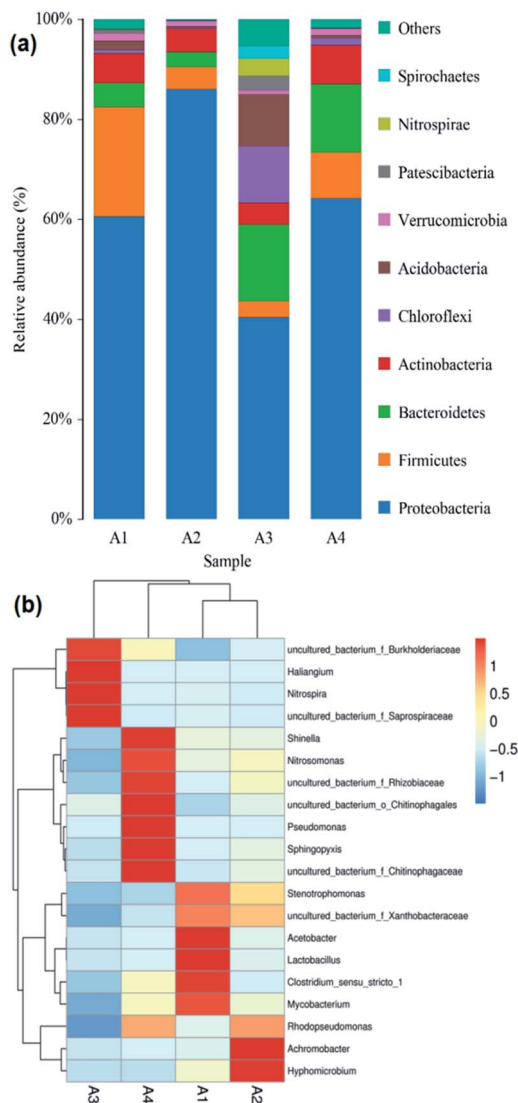 (a)
Relative abundance (%)
100%
80%
60%
40%
20%
0%
A1
A2
A3
A4
Sample
Others
Spirochaetes
Nitrospirae
Patescibacteria
Verrucomicrobia
Acidobacteria
Chloroflexi
Actinobacteria
Bacteroidetes
Firmicutes
Proteobacteria
(b)
uncultured_bacterium_f_Burkholderiaceae
Haliangium
Nitrospira
uncultured_bacterium_f_Saprospiraceae
Shinella
Nitrosomonas
uncultured_bacterium_f_Rhizobiaceae
uncultured_bacterium_o_Chitinophagales
Pseudomonas
Sphingopyxis
uncultured_bacterium_f_Chitinophagaceae
Stenotrophomonas
uncultured_bacterium_f_Xanthobacteraceae
Acetobacter
Lactobacillus
Clostridium_sensu_stricto_1
Mycobacterium
Rhodopseudomonas
Achromobacter
Hyphomicrobium
A3
A4
A1
A2
1
0.5
0
−0.5
−1